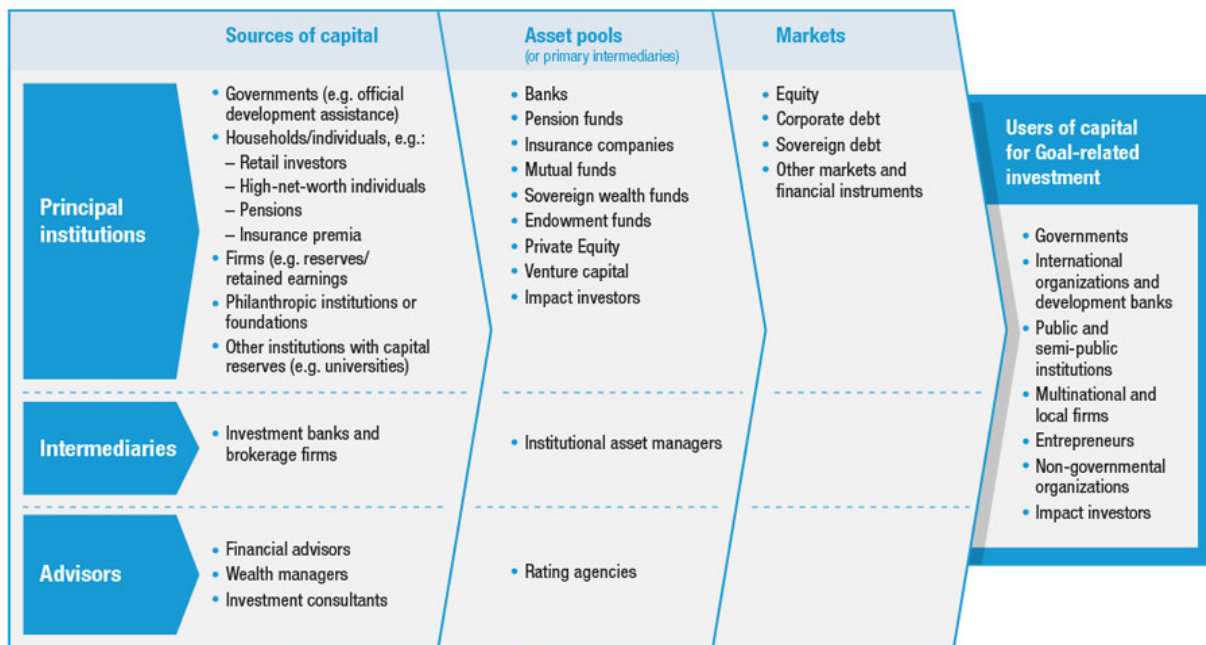 Sources of capital
Asset pools
(or primary intermediaries)
Markets
Principal
institutions
• Governments (e.g. official
development assistance)
• Households/individuals, e.g.:
– Retail investors
– High-net-worth individuals
– Pensions
– Insurance premia
• Firms (e.g. reserves/
retained earnings
• Philanthropic institutions or
foundations
• Other institutions with capital
reserves (e.g. universities)
• Banks
• Pension funds
• Insurance companies
• Mutual funds
• Sovereign wealth funds
• Endowment funds
• Private Equity
• Venture capital
• Impact investors
• Equity
• Corporate debt
• Sovereign debt
• Other markets and
financial instruments
Intermediaries
• Investment banks and
brokerage firms
• Institutional asset managers
Advisors
• Financial advisors
• Wealth managers
• Investment consultants
• Rating agencies
Users of capital
for Goal-related
investment
• Governments
• International
organizations and
development banks
• Public and
semi-public
institutions
• Multinational and
local firms
• Entrepreneurs
• Non-governmental
organizations
• Impact investors